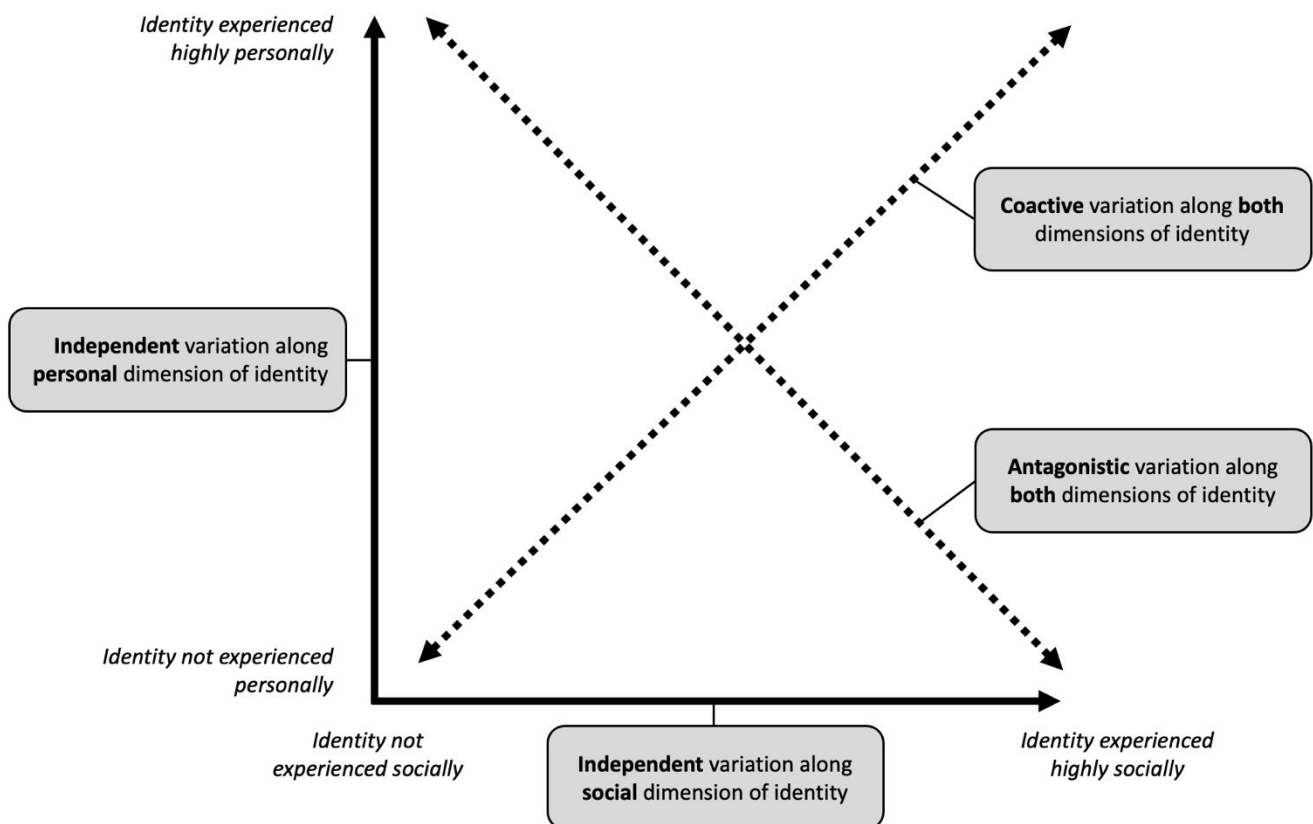 Identity experienced
highly personally
Coactive variation along both
dimensions of identity
Independent variation along
personal dimension of identity
Antagonistic variation along
both dimensions of identity
Identity not experienced
personally
Identity not
experienced socially
Independent variation along
social dimension of identity
Identity experienced
highly socially